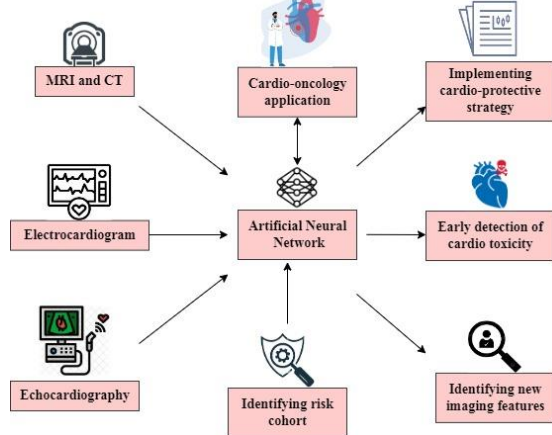 MRI and CT
Cardio-oncology
application
Implementing
cardio-protective
strategy
Electrocardiogram
Artificial Neural
Network
Early detection of
cardio toxicity
Echocardiography
Identifying risk
cohort
Identifying new
imaging features